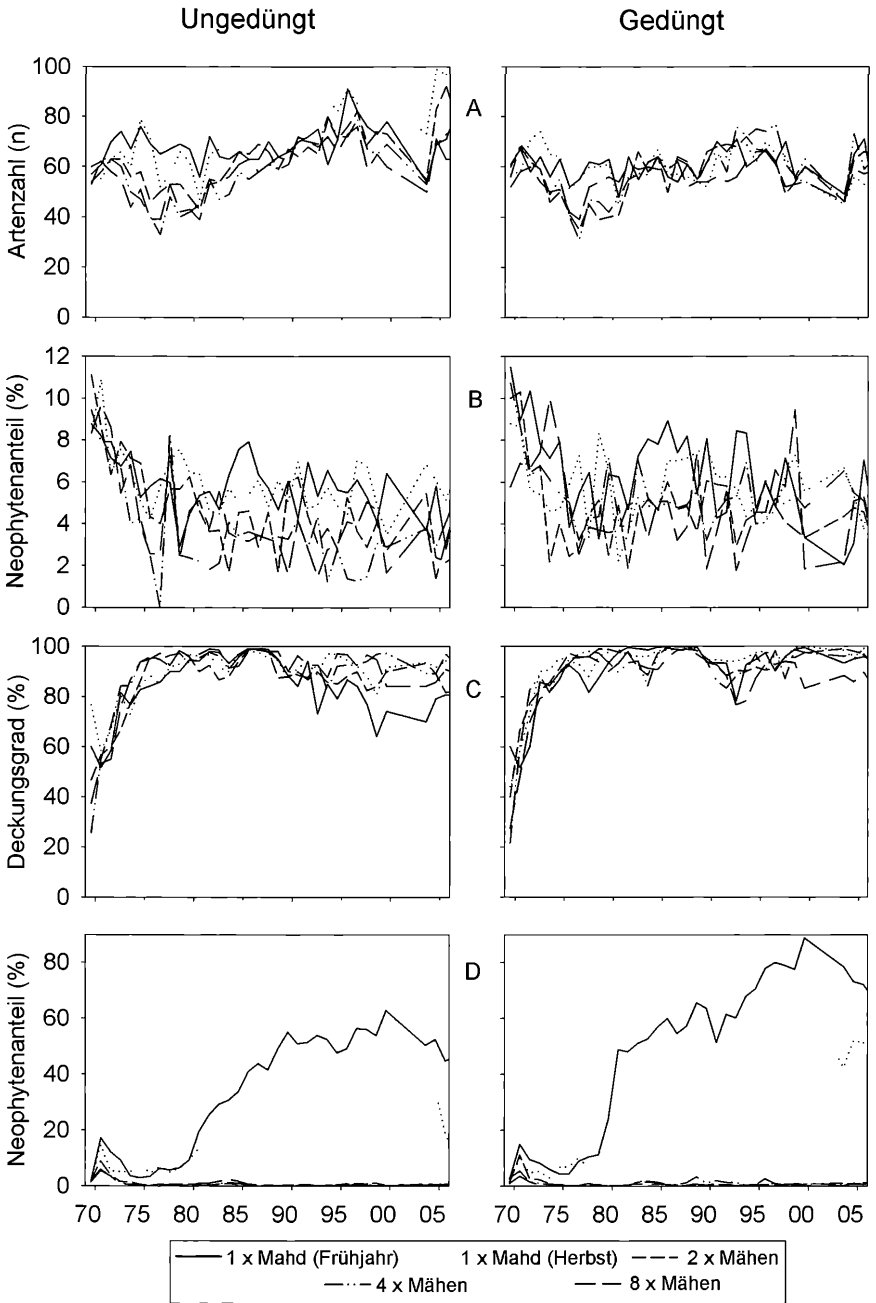 Ungedüngt Gedüngt
Artenzahl (n)
100
80
60
40
20
0
A
Neophytenanteil (%)
12
10
8
6
4
2
0
B
Deckungsgrad (%)
100
80
60
40
20
0
C
Neophytenanteil (%)
80
60
40
20
0
D
70 75 80 85 90 95 00 05 70 75 80 85 90 95 00 05
1 x Mahd (Frühjahr) 1 x Mahd (Herbst) 2 x Mähen
4 x Mähen 8 x Mähen